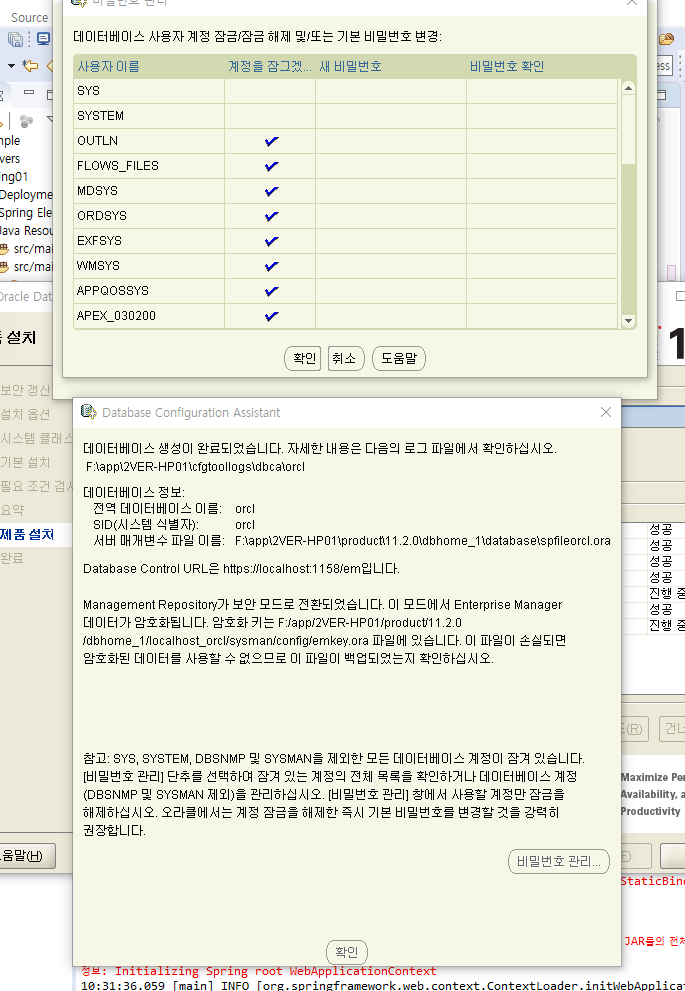 Source
비밀번호 관리
데이터베이스 사용자 계정 잠금/잠금 해제 및/또는 기본 비밀번호 변경:
사용자 이름 계정을 잠그겠... 새 비밀번호 비밀번호 확인
SYS
SYSTEM
OUTLN
FLOWS_FILES
MDSYS
ORDSYS
EXFSYS
WMSYS
APPQOSSYS
APEX_030200
확인 취소 도움말
ess
nple
vers
ing01
Deployme
Spring Ele
Java Resou
src/mai
src/mai
Oracle Dat
제품 설치
1
보안 갱신
설치 옵션
시스템 클래스
기본 설치
필요 조건 검사
요약
제품 설치
완료
Database Configuration Assistant
데이터베이스 생성이 완료되었습니다. 자세한 내용은 다음의 로그 파일에서 확인하십시오.
F:\app\2VER-HP01\cfgtoollogs\dbca\orcl
데이터베이스 정보:
전역 데이터베이스 이름: orcl
SID(시스템 식별자): orcl
서버 매개변수 파일 이름: F:\app\2VER-HP01\product\11.2.0\dbhome_1\database\spfileorcl.ora
Database Control URL은 https://localhost:1158/em입니다.
Management Repository가 보안 모드로 전환되었습니다. 이 모드에서 Enterprise Manager
데이터가 암호화됩니다. 암호화 키는 F:/app/2VER-HP01/product/11.2.0
/dbhome_1/localhost_orcl/sysman/config/emkey.ora 파일에 있습니다. 이 파일이 손실되면
암호화된 데이터를 사용할 수 없으므로 이 파일이 백업되었는지 확인하십시오.
참고: SYS, SYSTEM, DBSNMP 및 SYSMAN을 제외한 모든 데이터베이스 계정이 잠겨 있습니다.
[비밀번호 관리] 단추를 선택하여 잠겨 있는 계정의 전체 목록을 확인하거나 데이터베이스 계정
(DBSNMP 및 SYSMAN 제외)을 관리하십시오. [비밀번호 관리] 창에서 사용할 계정만 잠금을
해제하십시오. 오라클에서는 계정 잠금을 해제한 즉시 기본 비밀번호를 변경할 것을 강력히
권장합니다.
비밀번호 관리...
확인
성공
성공
성공
성공
진행 중
성공
진행 중
(R) 건너
Maximize Per
Availability, a
Productivity
도움말(H)
StaticBind
JAR들의 전체
정보: Initializing Spring root WebApplicationContext
10:31:36.059 [main] INFO [org.springframework.web.context.ContextLoader.initWebApplicat